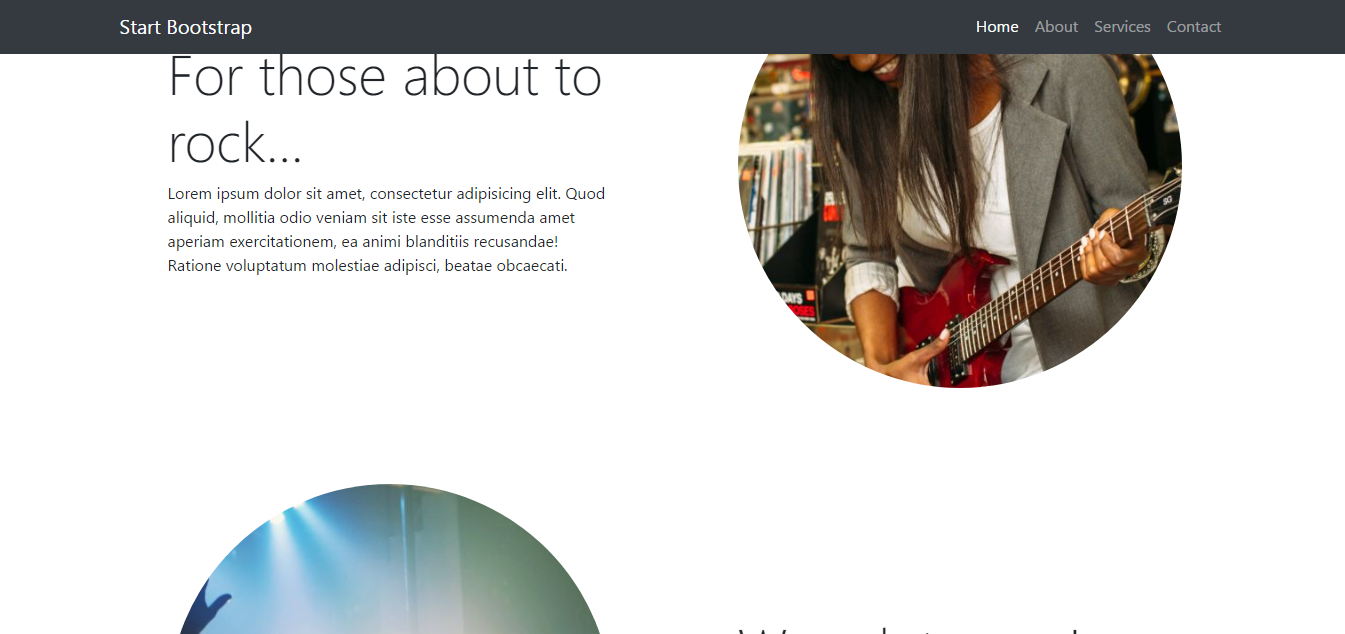 Start Bootstrap
Home About Services Contact
For those about to
rock...
Lorem ipsum dolor sit amet, consectetur adipisicing elit. Quod
aliquid, mollitia odio veniam sit iste esse assumenda amet
aperiam exercitationem, ea animi blanditiis recusandae!
Ratione voluptatum molestiae adipisci, beatae obcaecati.
SG